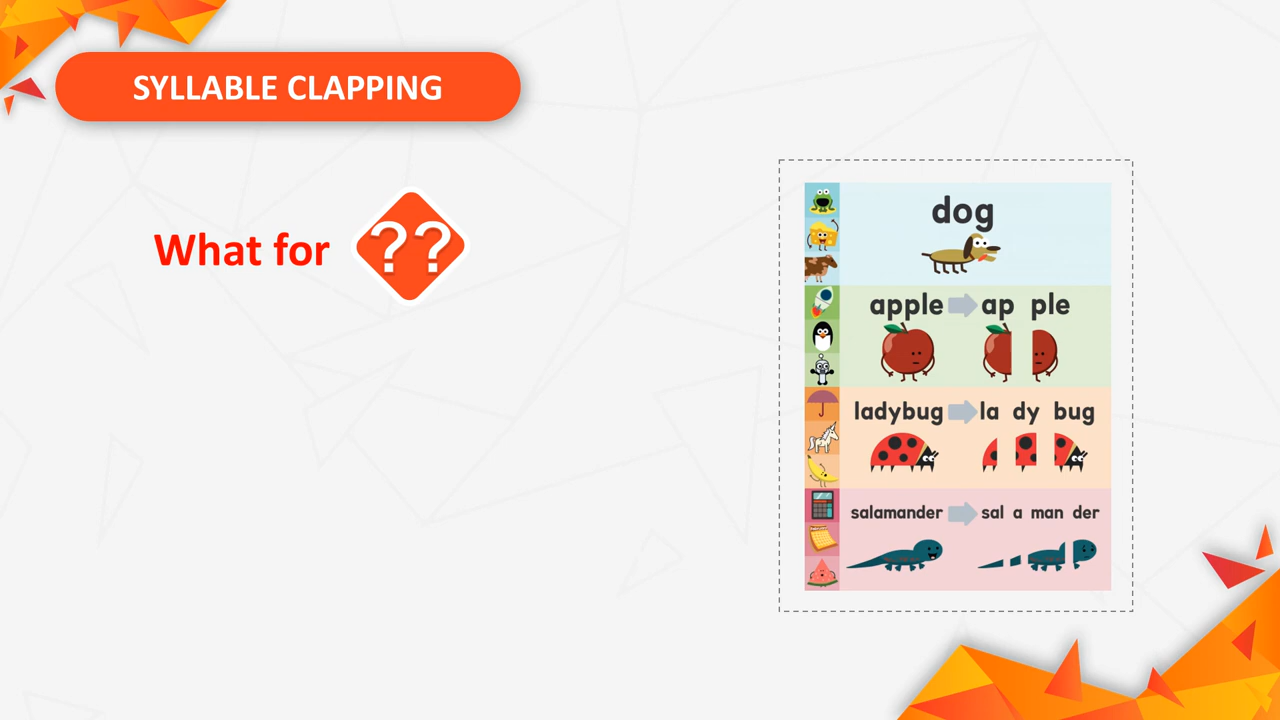 SYLLABLE CLAPPING
What for ??
dog
apple ap ple
ladybug la dy bug
salamander sal a man der